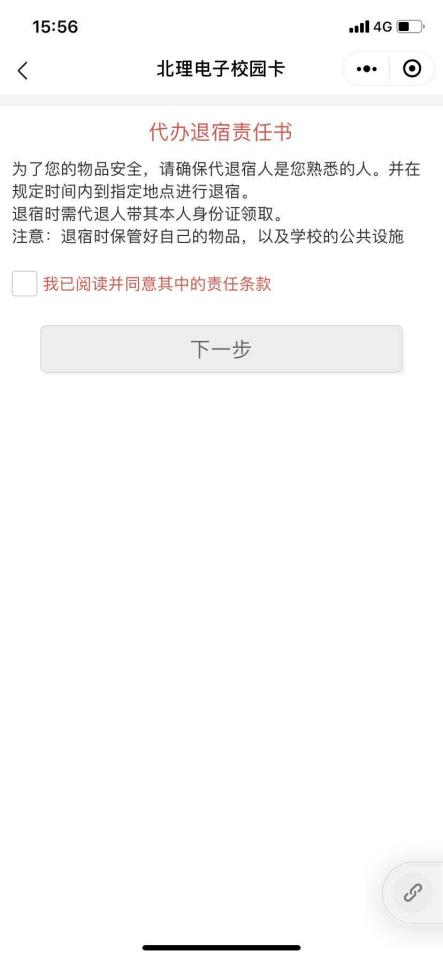 15:56
4G
北理电子校园卡
代办退宿责任书
为了您的物品安全，请确保代退宿人是您熟悉的人。并在
规定时间内到指定地点进行退宿。
退宿时需代退人带其本人身份证领取。
注意：退宿时保管好自己的物品，以及学校的公共设施
我已阅读并同意其中的责任条款
下一步